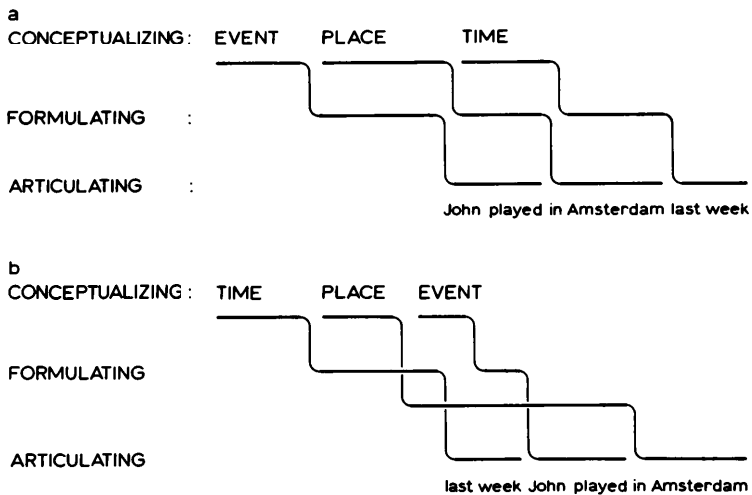 a
CONCEPTUALIZING: EVENT PLACE TIME
FORMULATING :
ARTICULATING :
John played in Amsterdam last week
b
CONCEPTUALIZING: TIME PLACE EVENT
FORMULATING
ARTICULATING
last week John played in Amsterdam